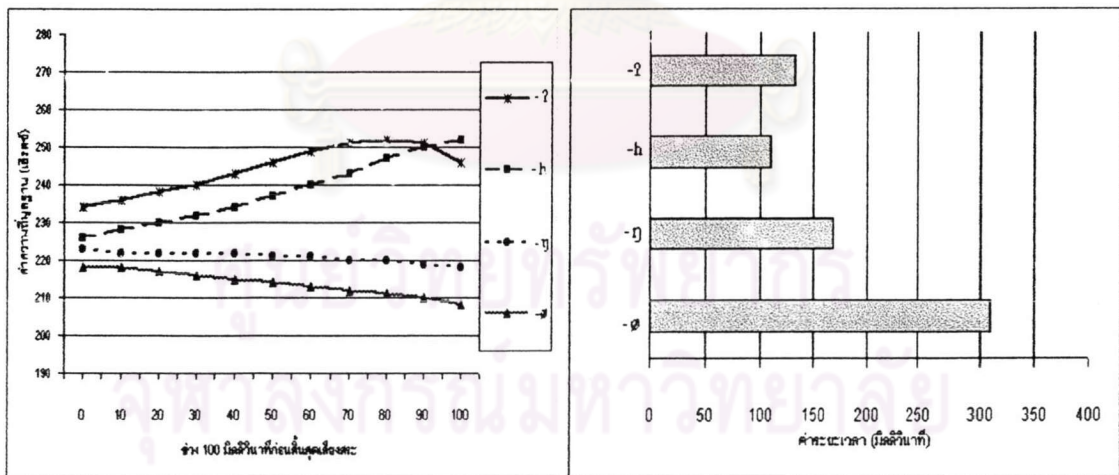 280
270
260
250
240
230
220
210
200
190
0 10 20 30 40 50 60 70 80 90 100
ค่าความถี่มูลฐาน (เฮิรตซ์)
ช่วง 100 มิลลิวินาทีก่อนสิ้นสุดเสียงสระ
-ʔ
-h
-ŋ
-ø
-ʔ
-h
-ŋ
-ø
0 50 100 150 200 250 300 350 400
ค่าระยะเวลา (มิลลิวินาที)
ศูนย์วิทยทรัพยากร
จุฬาลงกรณ์มหาวิทยาลัย